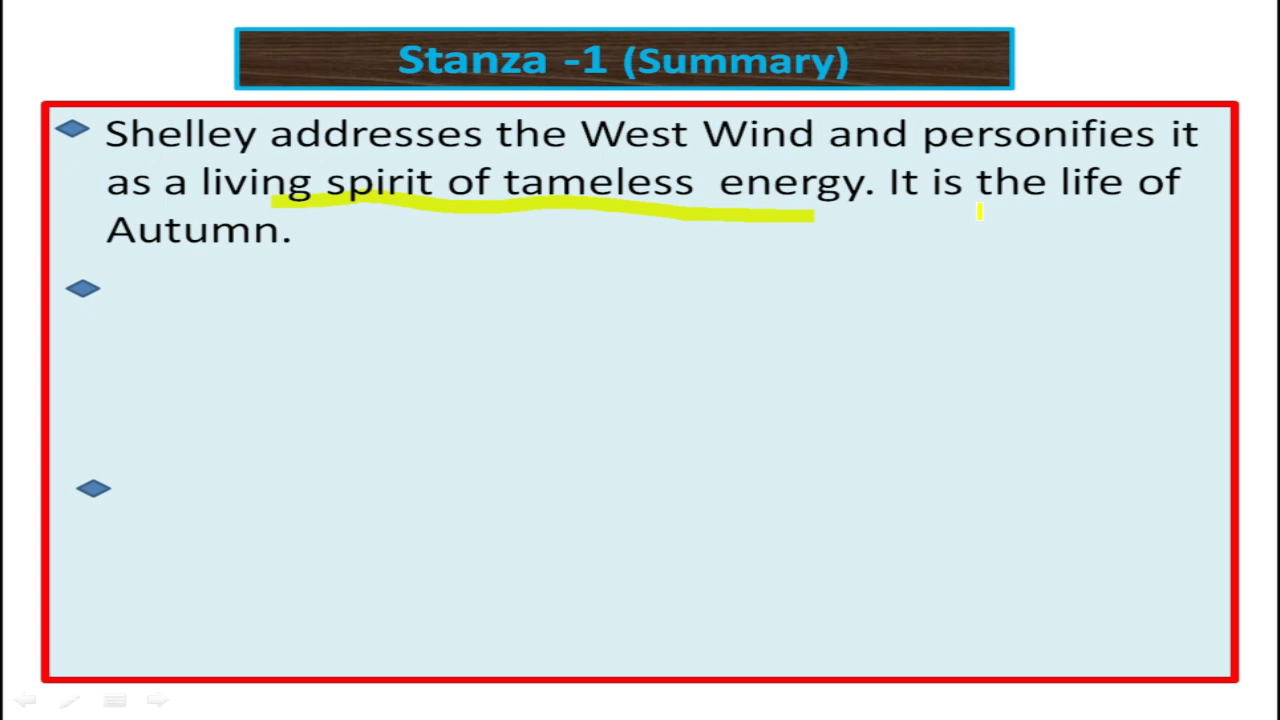 Stanza -1 (Summary)
Shelley addresses the West Wind and personifies it
as a living spirit of tameless energy. It is the life of
Autumn.